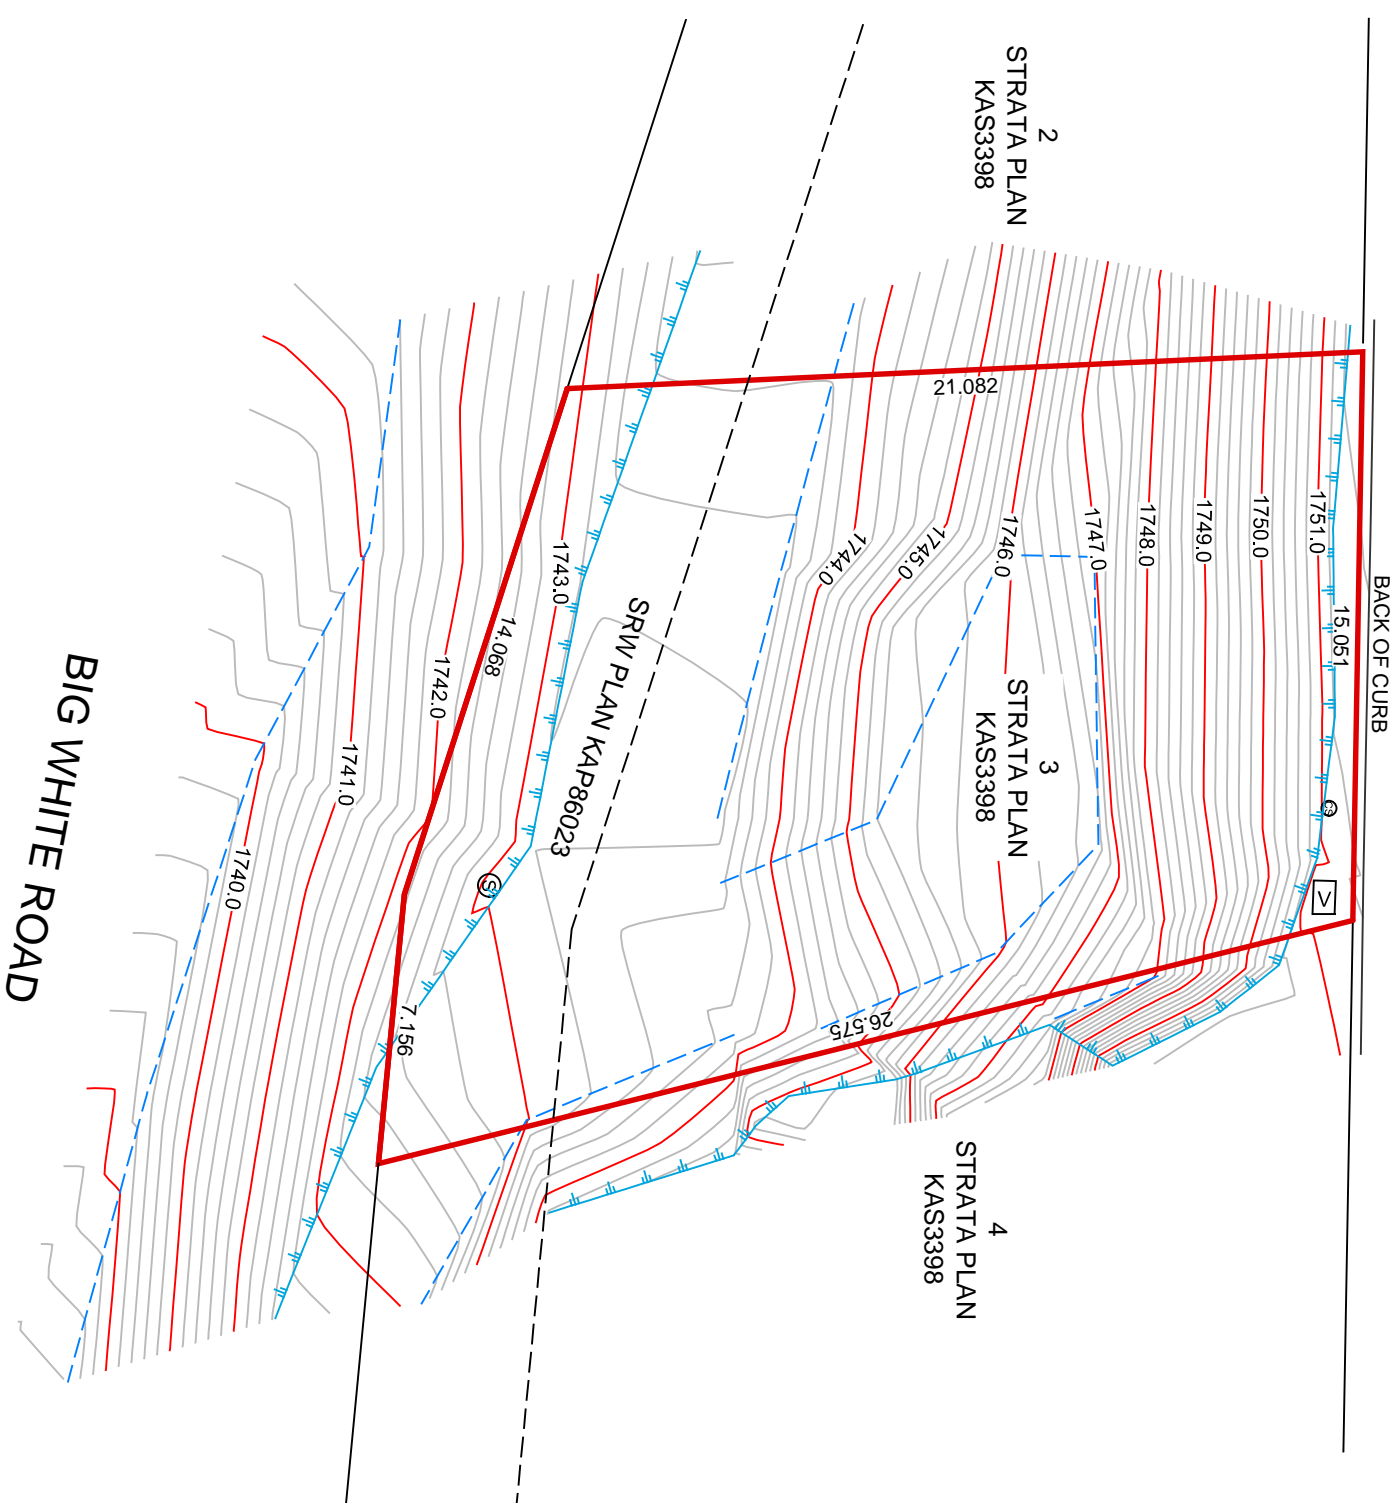 BACK OF CURB
2
STRATA PLAN
KAS3398
21.082
15.051
1751.0
1750.0
1749.0
1748.0
1747.0
1746.0
1745.0
1744.0
1743.0
1742.0
1741.0
1740.0
3
STRATA PLAN
KAS3398
SRW PLAN KAP86023
14.068
7.156
26.575
V
S
4
STRATA PLAN
KAS3398
BIG WHITE ROAD